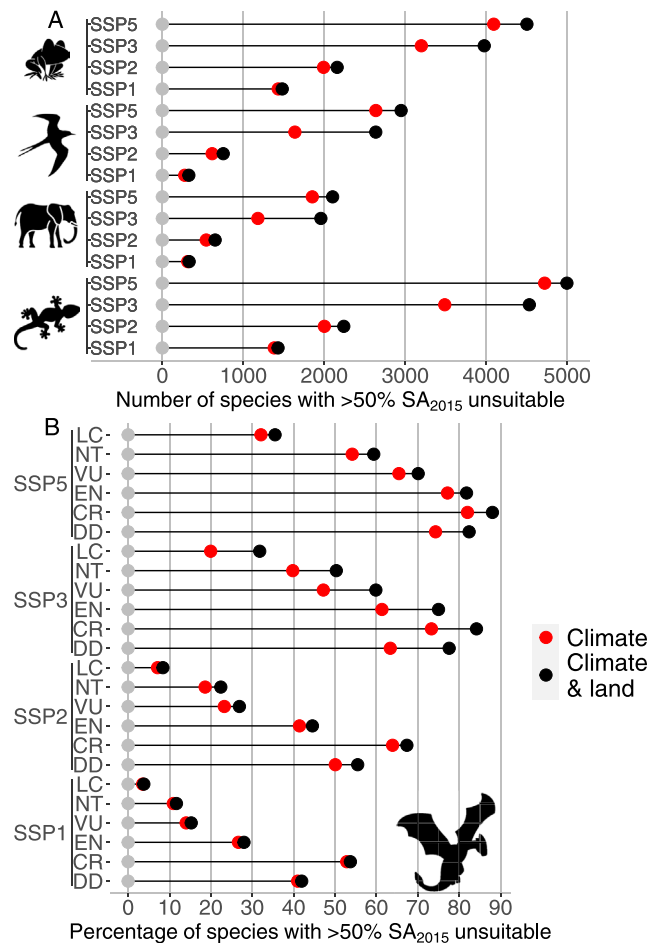 A
SSP5
SSP3
SSP2
SSP1
SSP5
SSP3
SSP2
SSP1
SSP5
SSP3
SSP2
SSP1
SSP5
SSP3
SSP2
SSP1
0 1000 2000 3000 4000 5000
Number of species with >50% SA2015 unsuitable
B
SSP5
LC
NT
VU
EN
CR
DD
SSP3
LC
NT
VU
EN
CR
DD
SSP2
LC
NT
VU
EN
CR
DD
SSP1
LC
NT
VU
EN
CR
DD
0 10 20 30 40 50 60 70 80 90
Percentage of species with >50% SA2015 unsuitable
Climate
Climate
& land